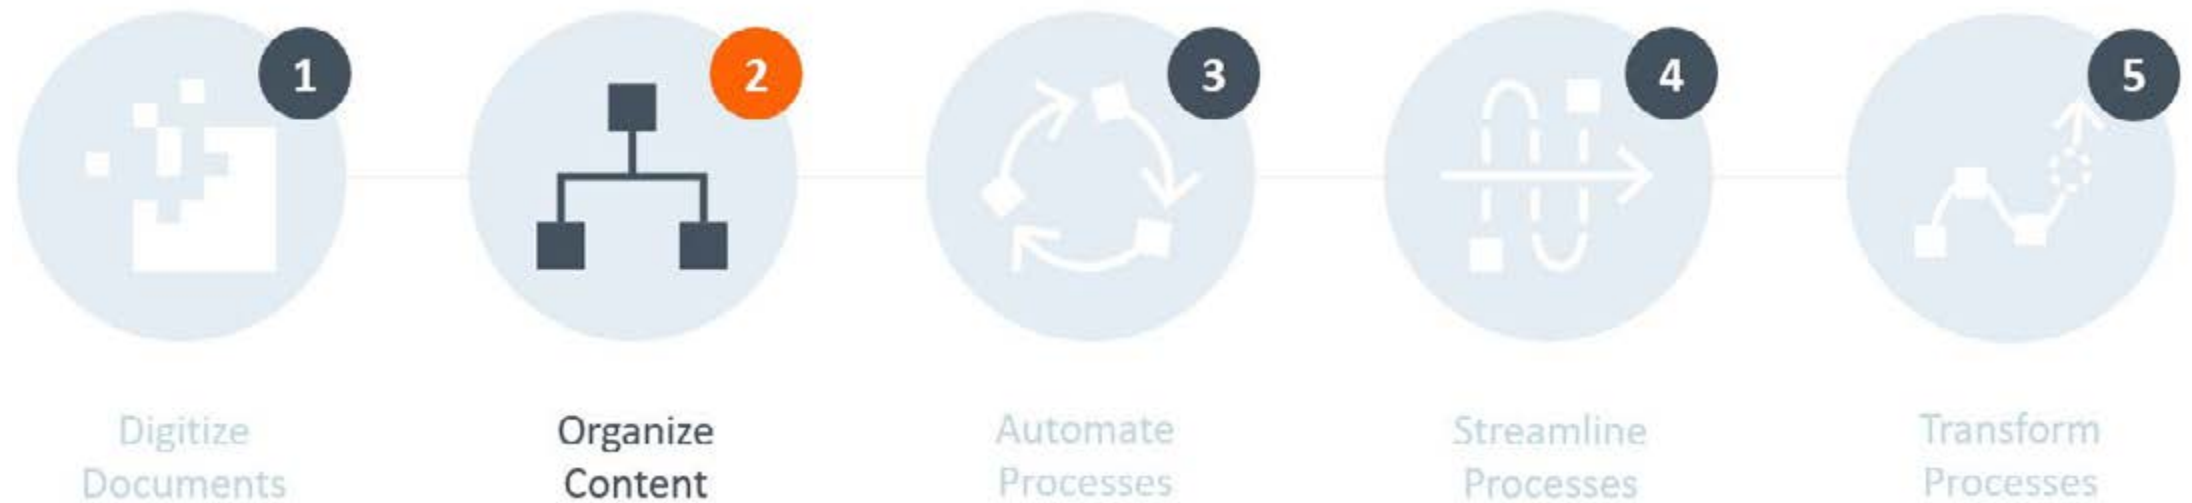 1
2
3
4
5
Digitize
Documents
Organize
Content
Automate
Processes
Streamline
Processes
Transform
Processes